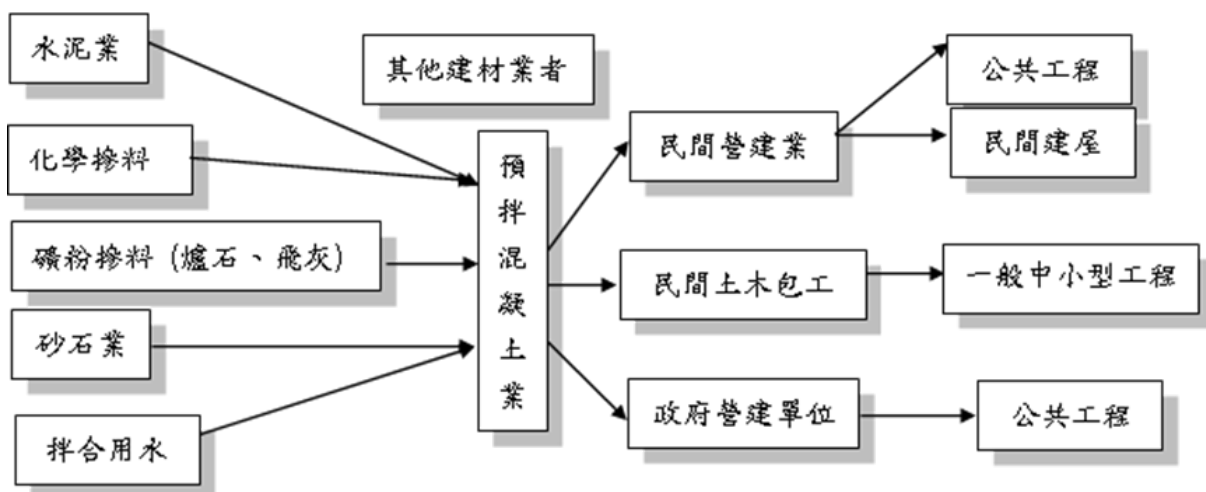 水泥業
化學摻料
礦粉摻料 (爐石、飛灰)
砂石業
拌合用水
其他建材業者
預拌混凝土業
民間營建業
民間土木包工
政府營建單位
公共工程
民間建屋
一般中小型工程
公共工程